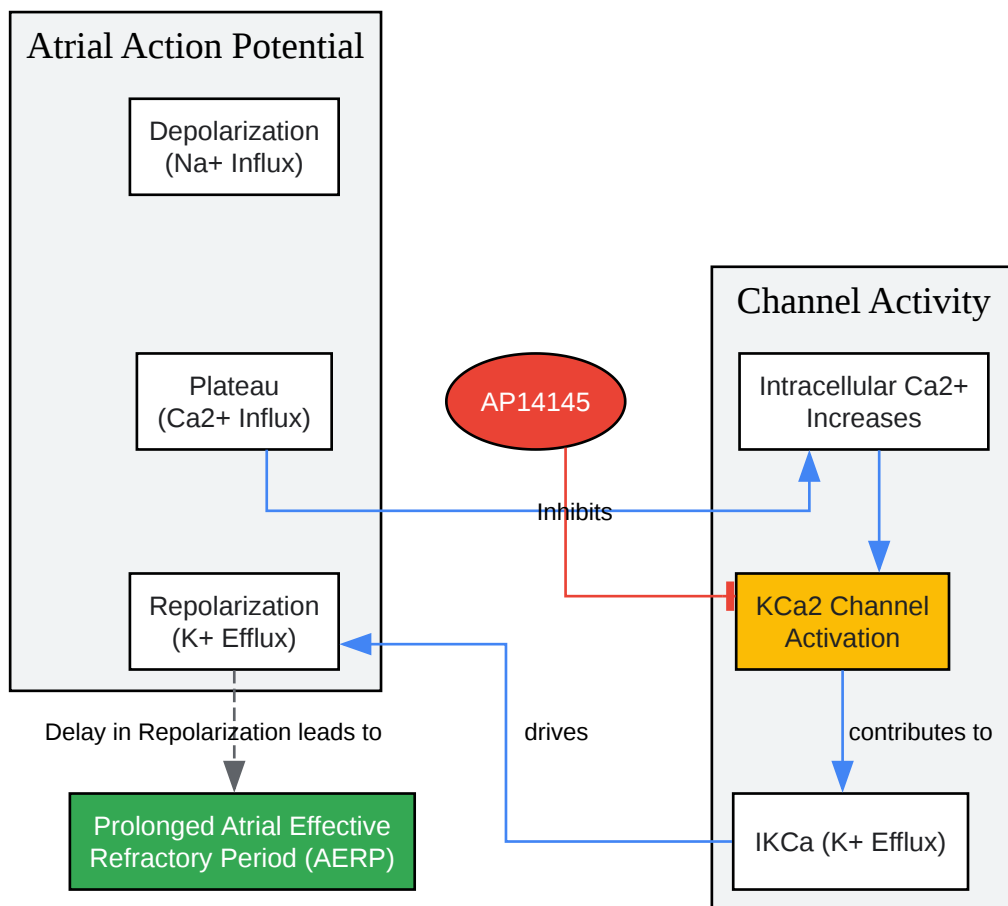 Atrial Action Potential
Depolarization
(Na+ Influx)
Channel Activity
Plateau
(Ca2+ Influx)
AP14145
Intracellular Ca2+
Increases
Inhibits
Repolarization
(K+ Efflux)
KCa2 Channel
Activation
Delay in Repolarization leads to
drives
contributes to
Prolonged Atrial Effective
Refractory Period (AERP)
IKCa (K+ Efflux)